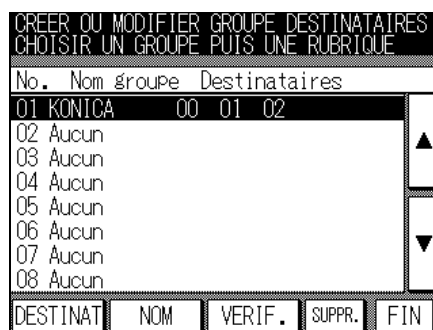 CREER OU MODIFIER GROUPE DESTINATAIRES
CHOISIR UN GROUPE PUIS UNE RUBRIQUE
No. Nom groupe Destinataires
01 KONICA 00 01 02
02 Aucun
03 Aucun
04 Aucun
05 Aucun
06 Aucun
07 Aucun
08 Aucun
DESTINAT NOM VERIF. SUPPR. FIN